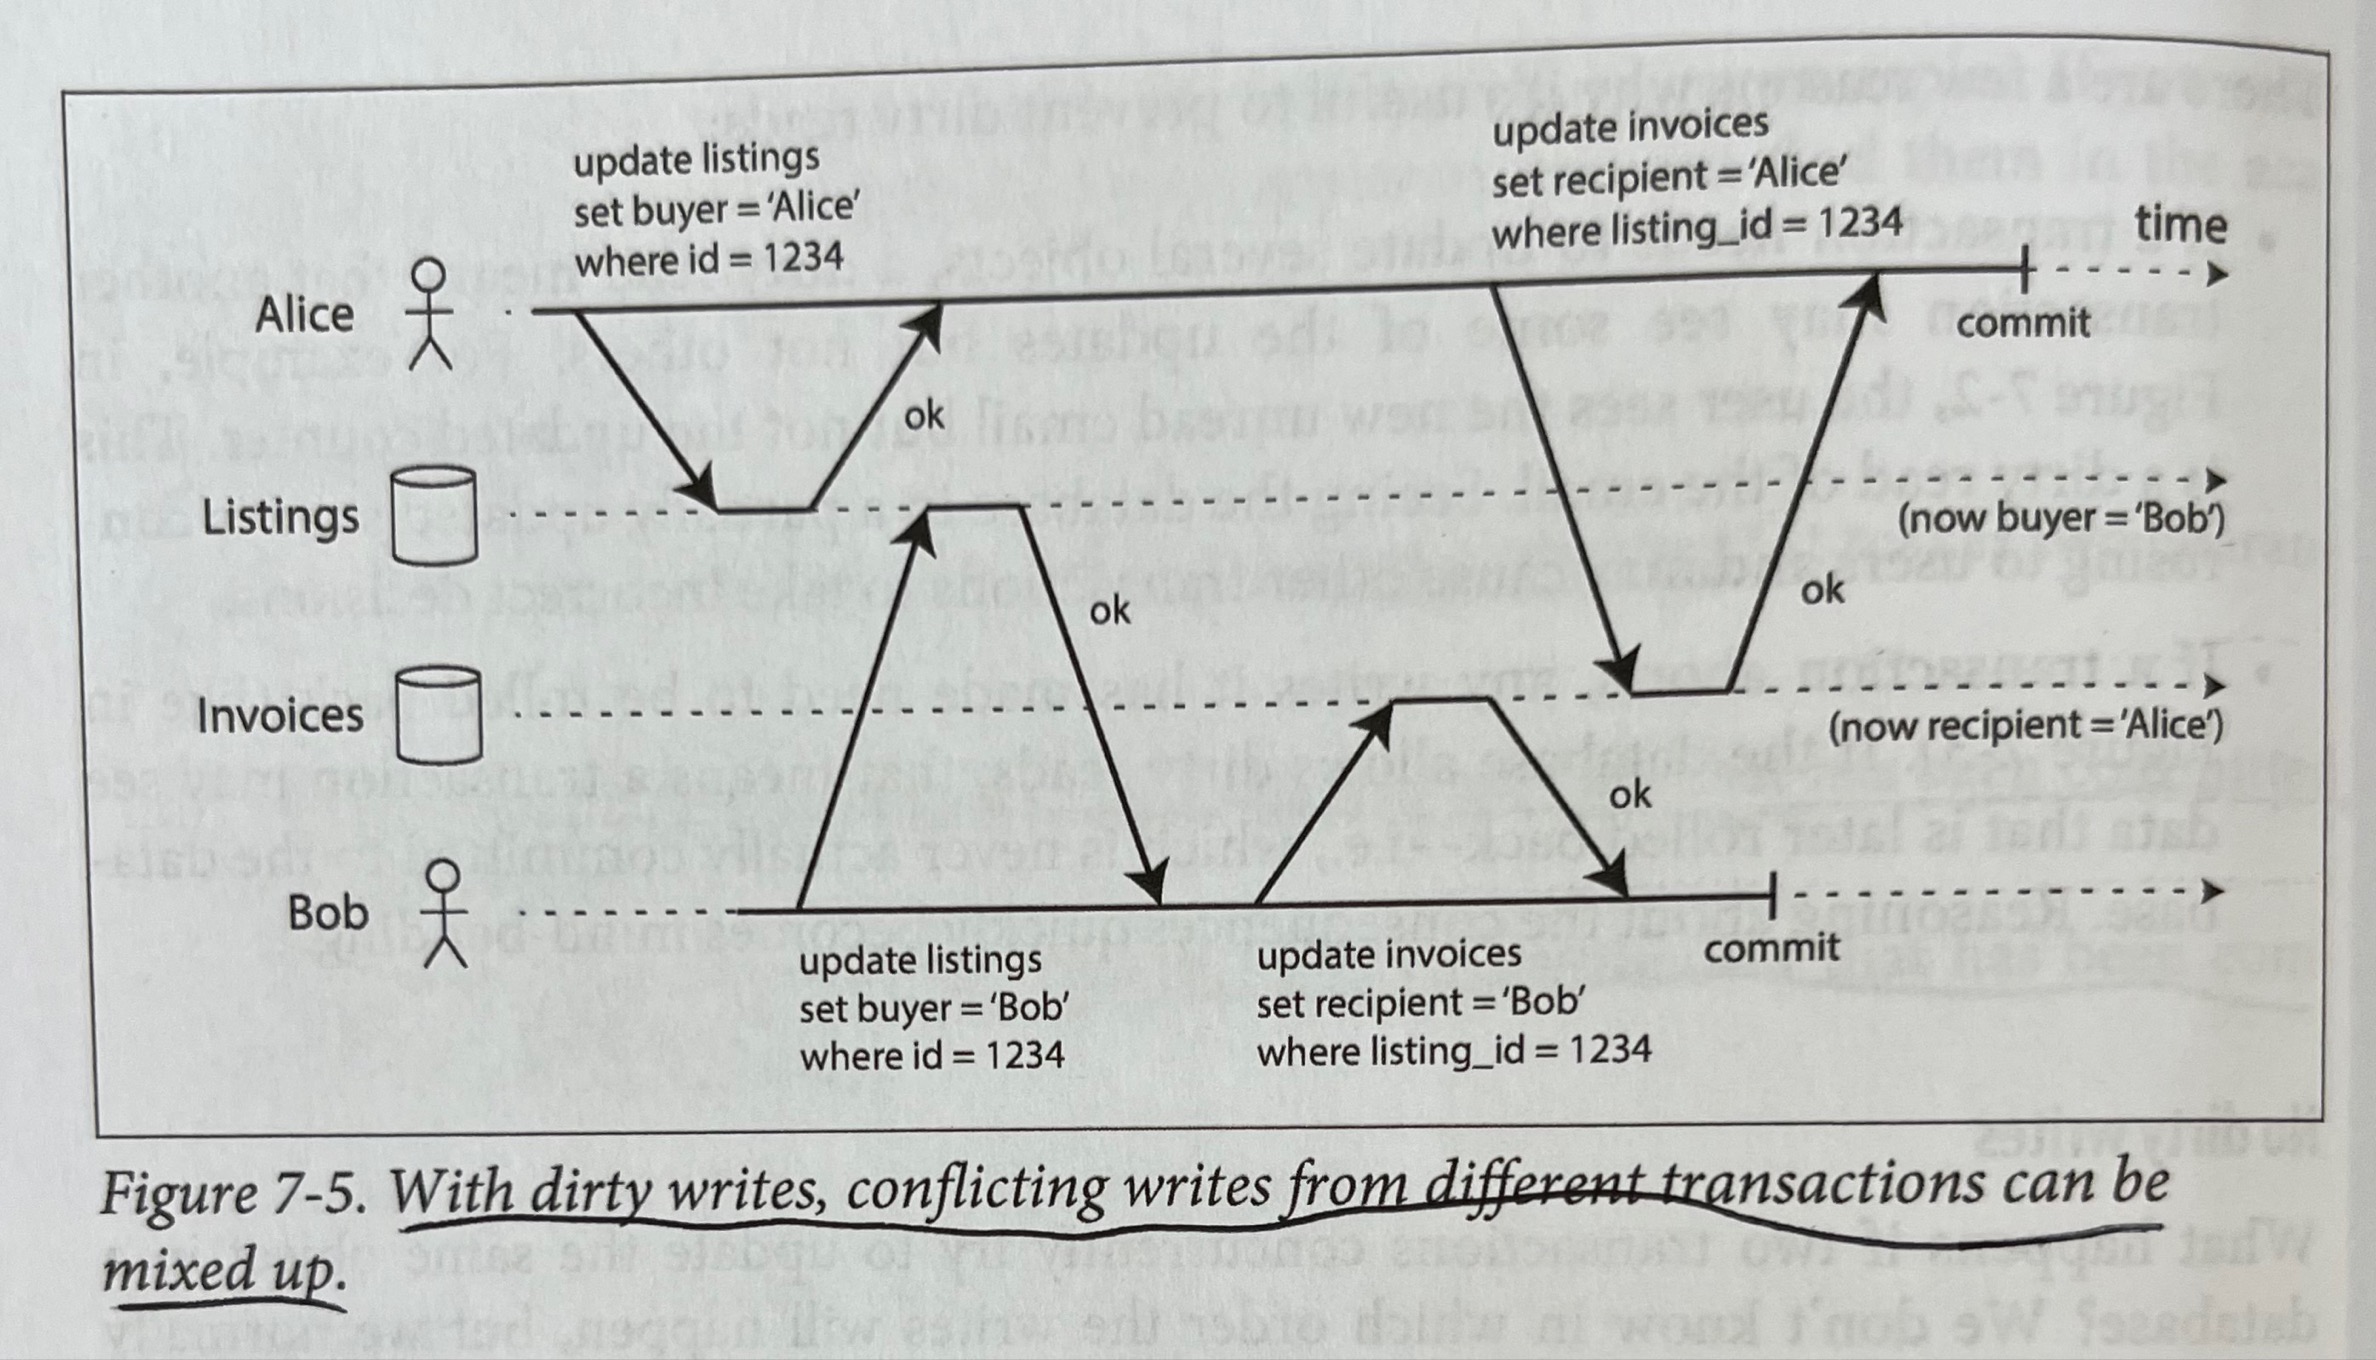 update listings
set buyer = 'Alice'
where id = 1234
update invoices
set recipient = 'Alice'
where listing_id = 1234
time
Alice
commit
ok
Listings
(now buyer = 'Bob')
ok
ok
Invoices
(now recipient = 'Alice')
ok
Bob
commit
update listings
set buyer = 'Bob'
where id = 1234
update invoices
set recipient = 'Bob'
where listing_id = 1234
Figure 7-5. With dirty writes, conflicting writes from different transactions can be
mixed up.